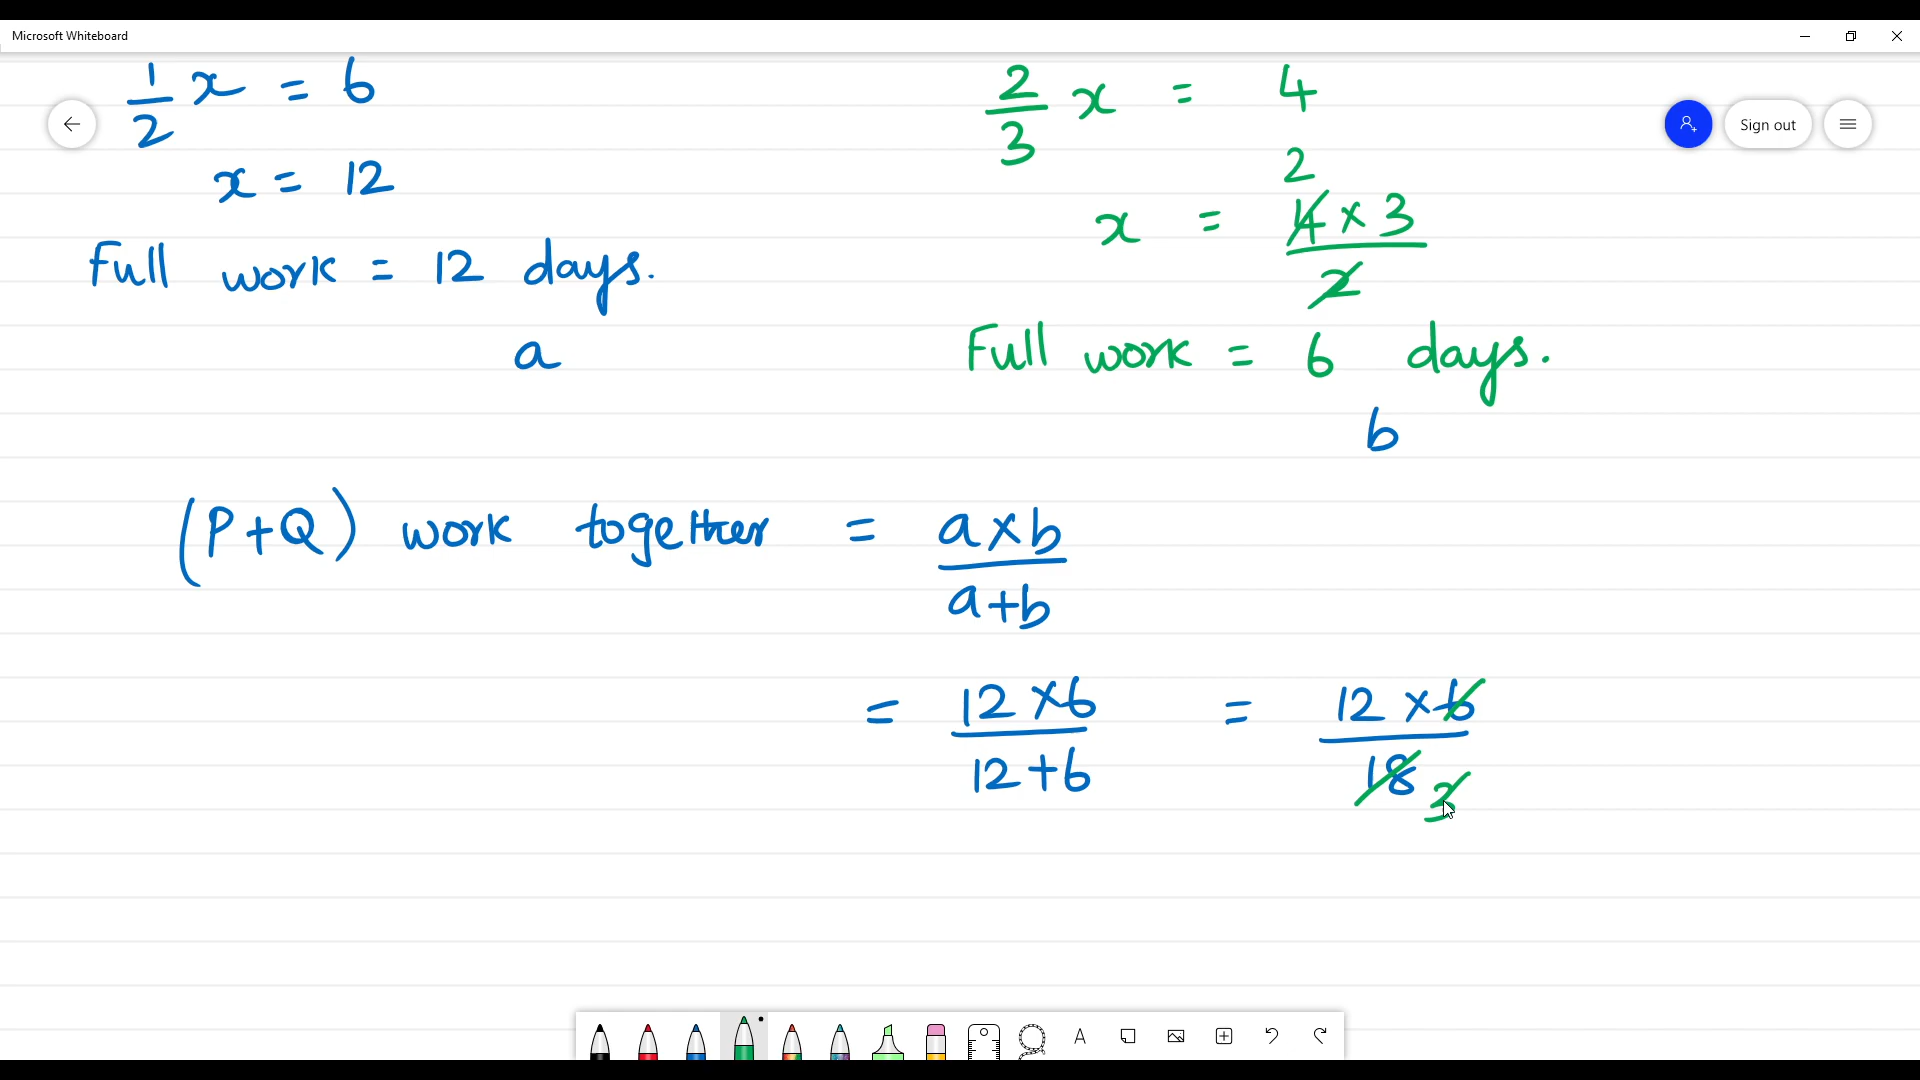 Microsoft Whiteboard
1/2 x = 6
x = 12
Full work = 12 days.
a
2/3 x = 4
2
x = 4 x 3 / 2
Full work = 6 days.
b
Sign out
(P+Q) work together = a x b / a+b
= 12 x 6 / 12+6 = 12 x 6 / 18 3
A